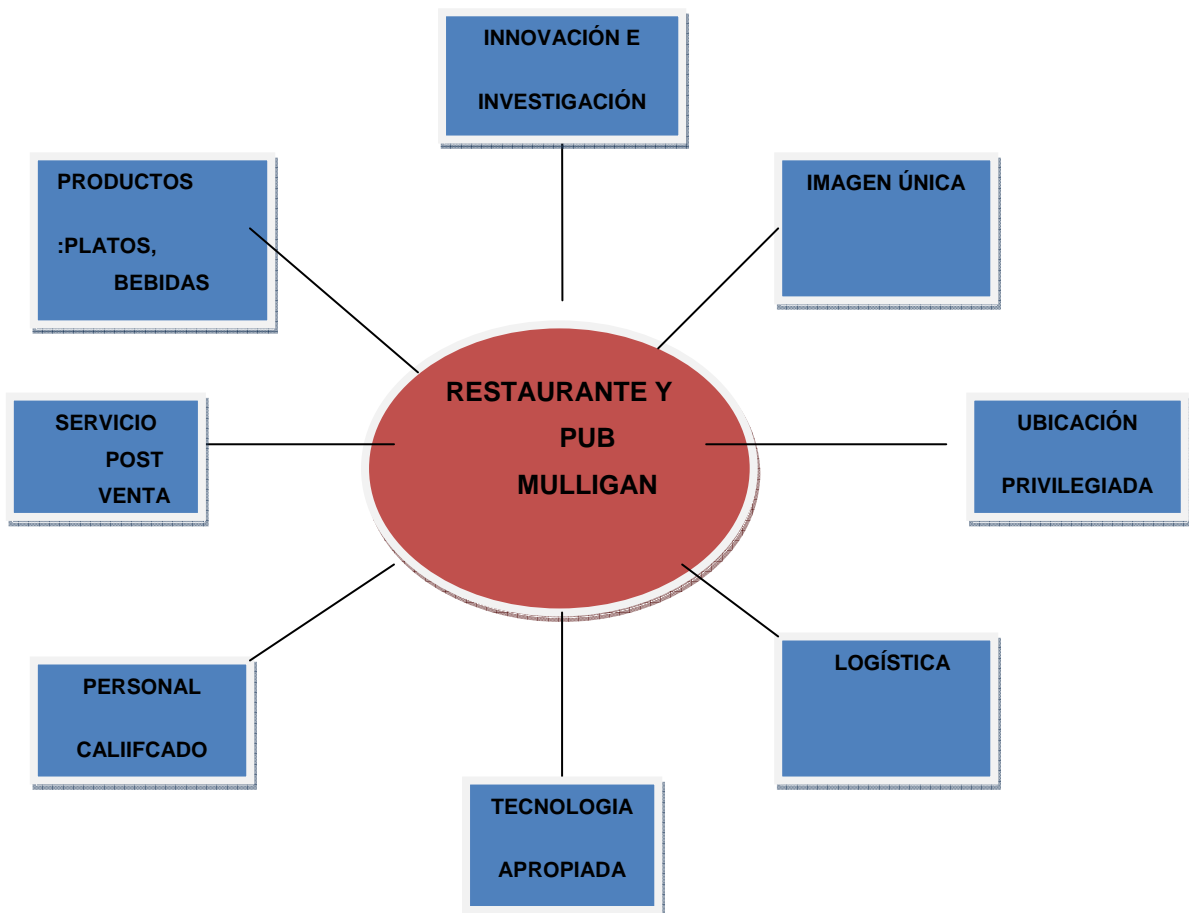 INNOVACIÓN E
INVESTIGACIÓN
PRODUCTOS
:PLATOS,
BEBIDAS
IMAGEN ÚNICA
RESTAURANTE Y
PUB
MULLIGAN
SERVICIO
POST
VENTA
UBICACIÓN
PRIVILEGIADA
PERSONAL
CALIIFCADO
LOGÍSTICA
TECNOLOGIA
APROPIADA